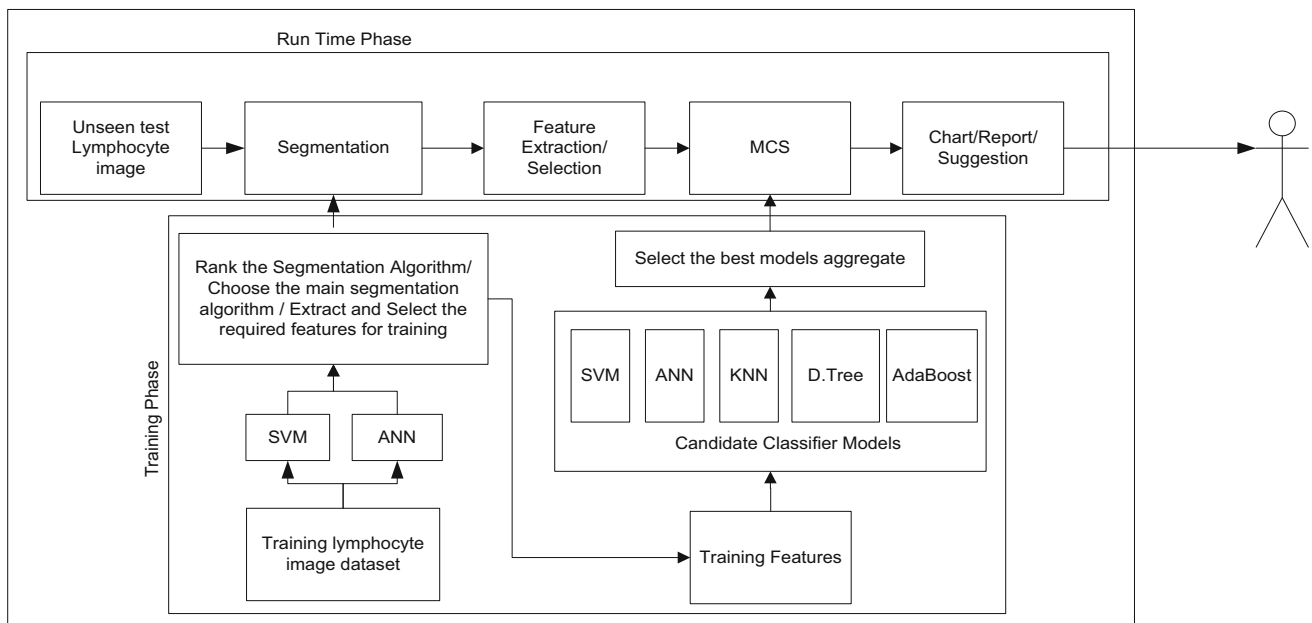 Run Time Phase
Unseen test
Lymphocyte
image
Segmentation
Feature
Extraction/
Selection
MCS
Chart/Report/
Suggestion
Training Phase
Rank the Segmentation Algorithm/
Choose the main segmentation
algorithm / Extract and Select the
required features for training
SVM
ANN
Training lymphocyte
image dataset
Select the best models aggregate
SVM
ANN
KNN
D.Tree
AdaBoost
Candidate Classifier Models
Training Features